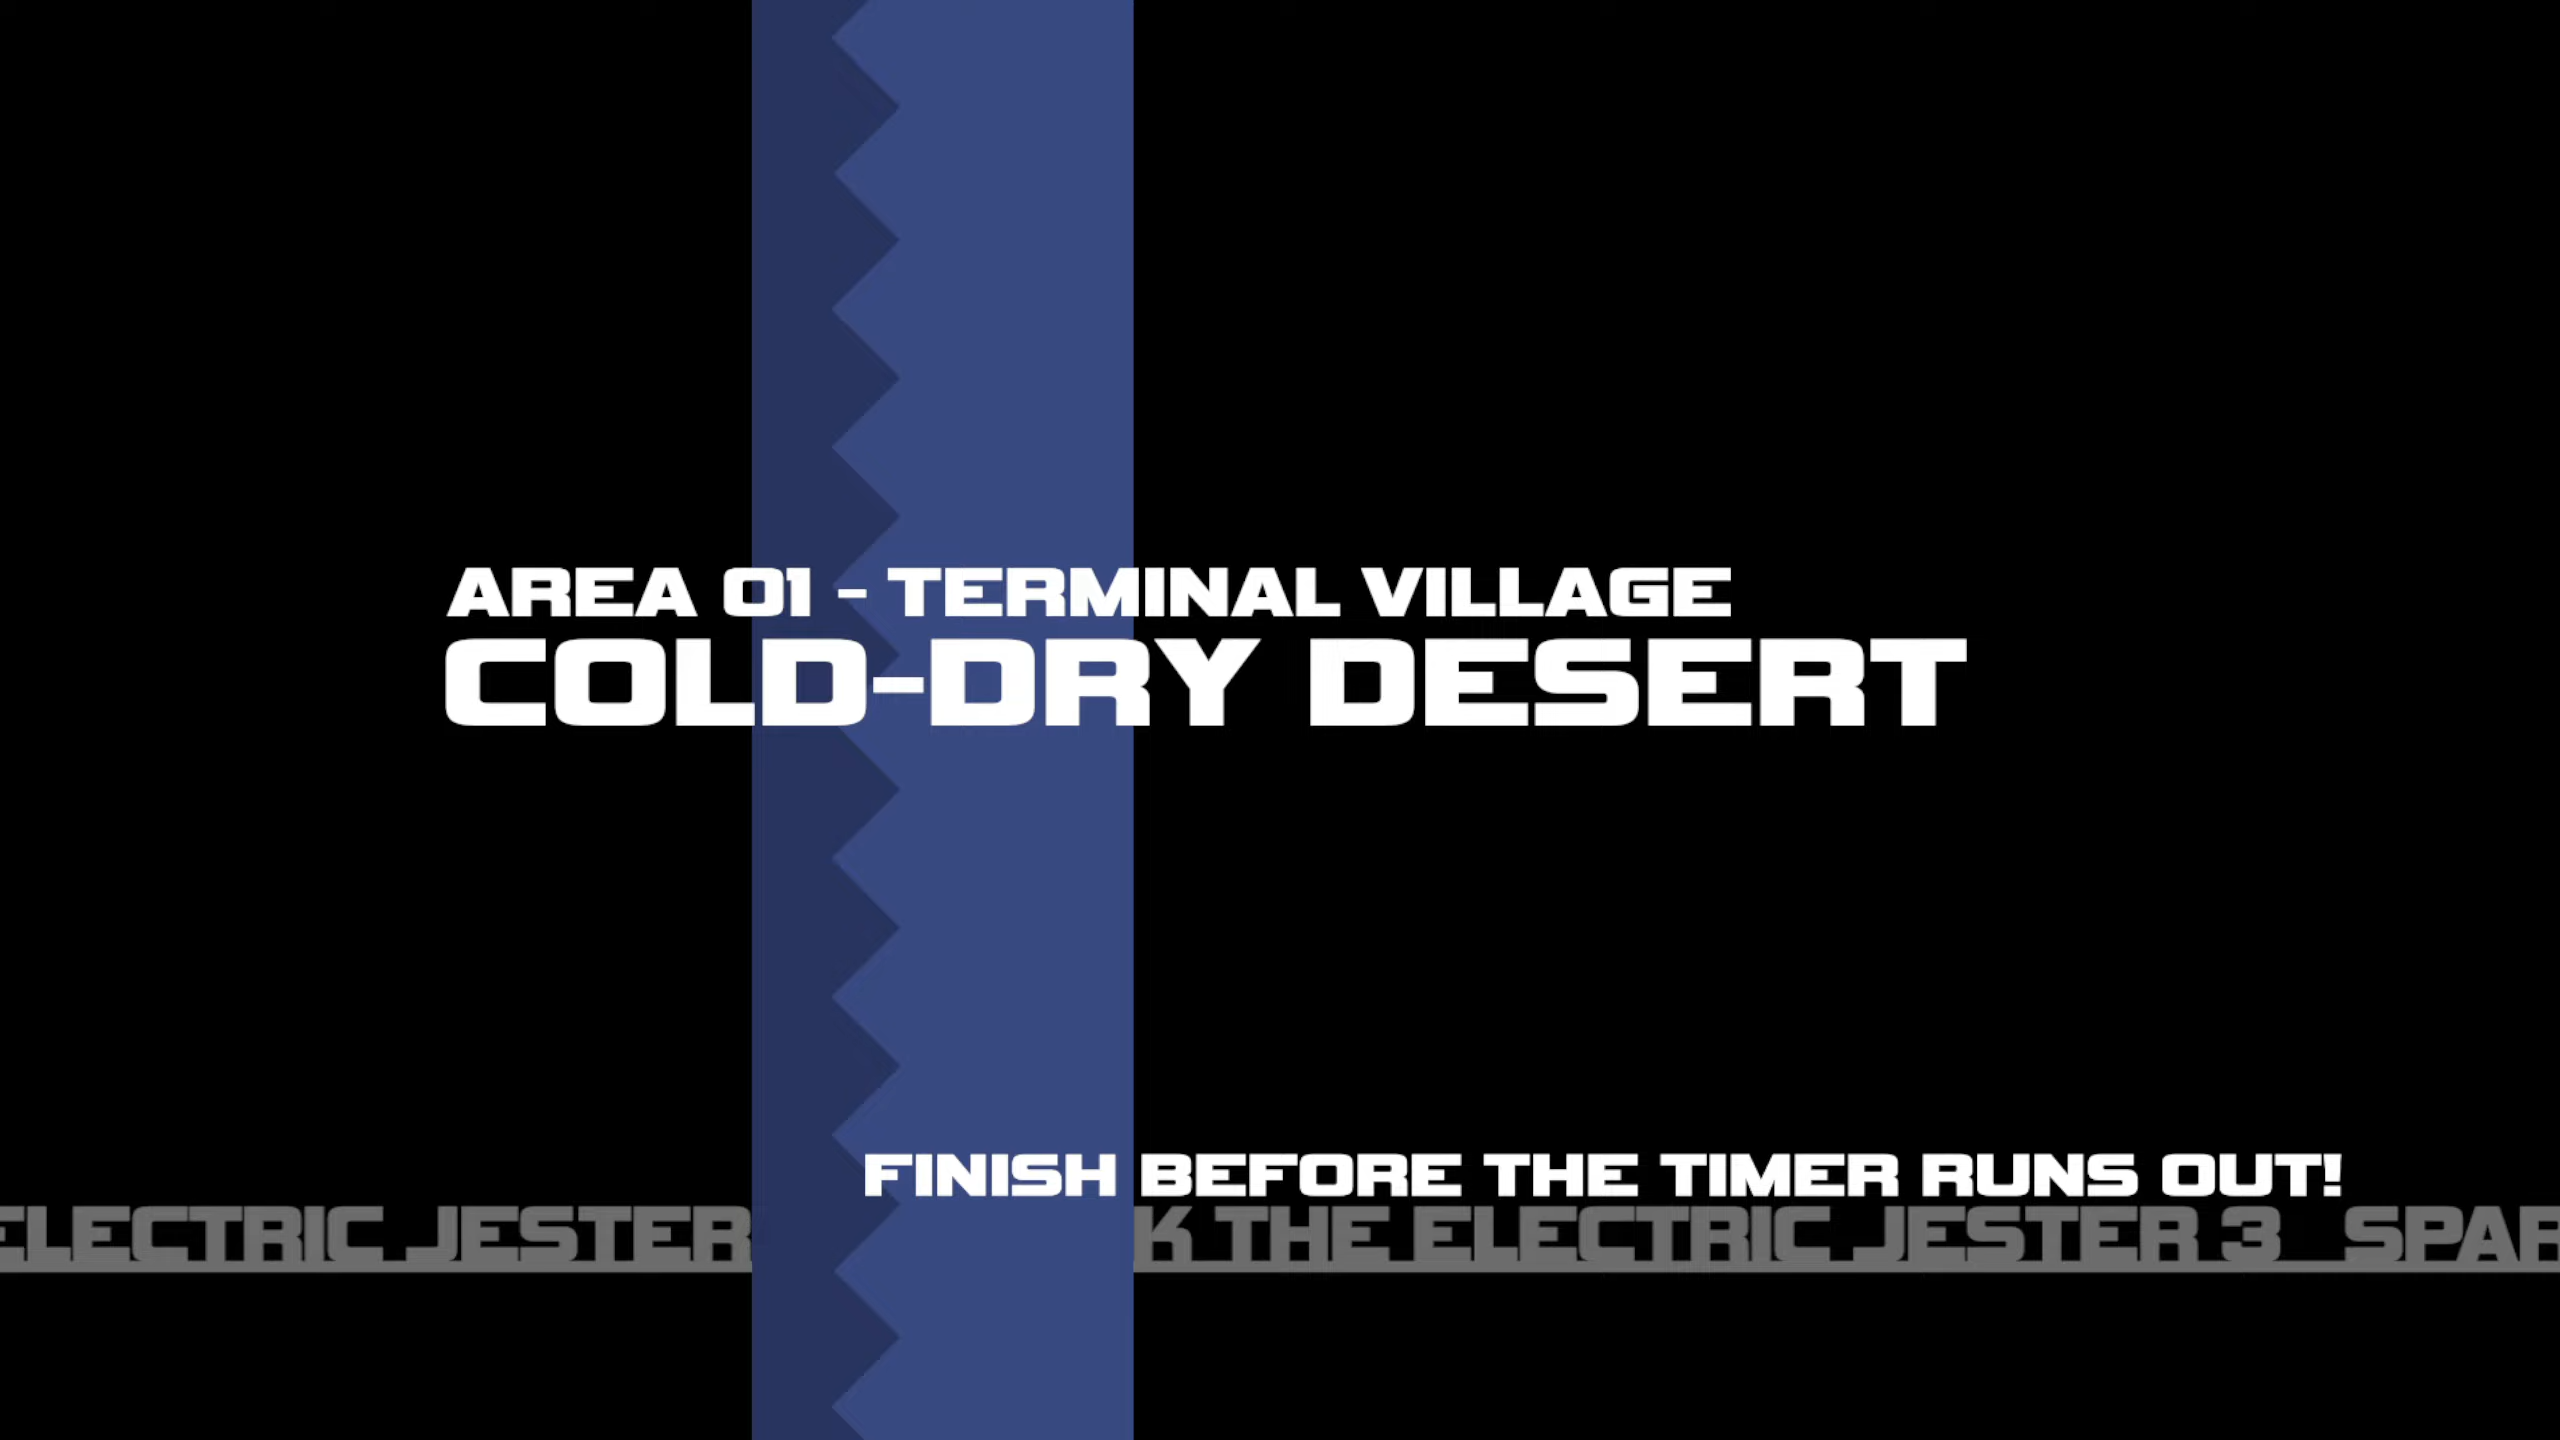 AREA 01 - TERMINAL VILLAGE
COLD-DRY DESERT
FINISH BEFORE THE TIMER RUNS OUT!
ELECTRIC JESTER K THE ELECTRIC JESTER 3 SPAR